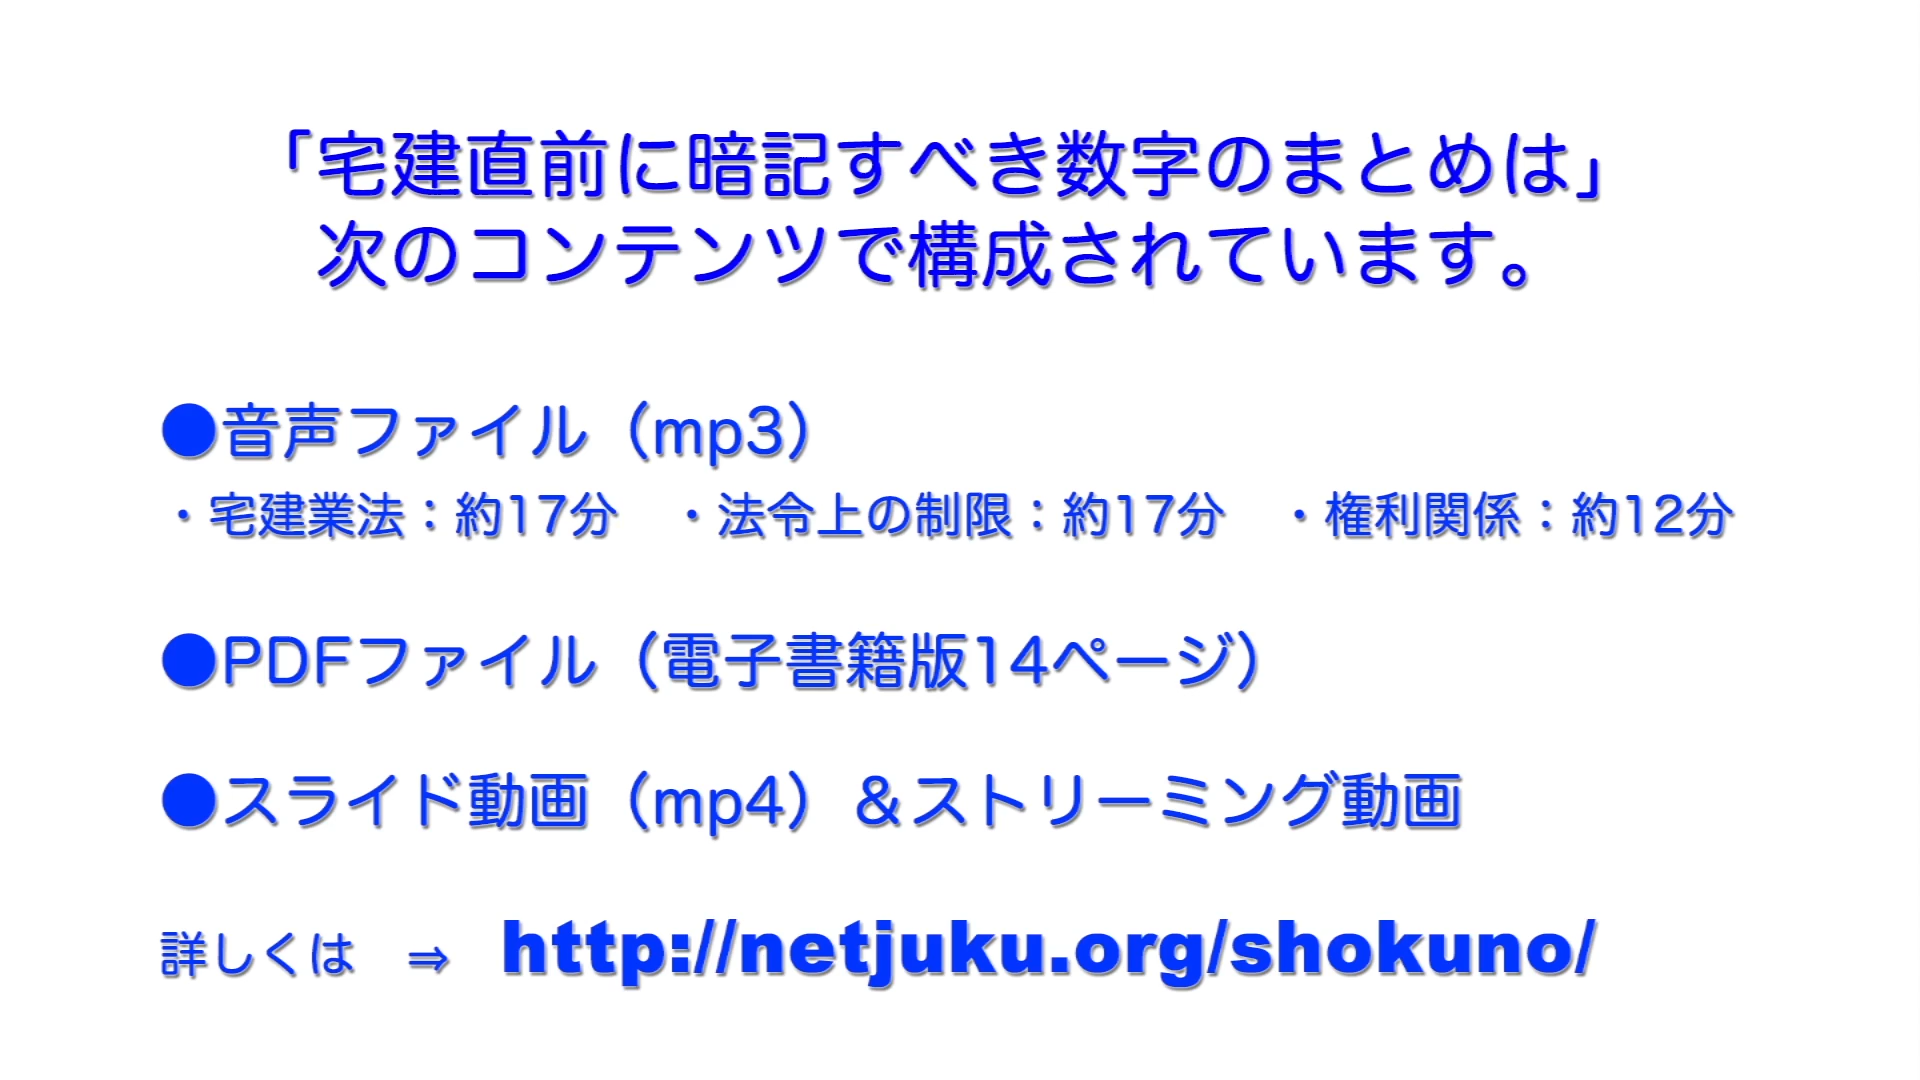 「宅建直前に暗記すべき数字のまとめは」
次のコンテンツで構成されています。
●音声ファイル（mp3）
・宅建業法：約17分　・法令上の制限：約17分　・権利関係：約12分
●PDFファイル（電子書籍版14ページ）
●スライド動画（mp4）＆ストリーミング動画
詳しくは　⇒　http://netjuku.org/shokuno/